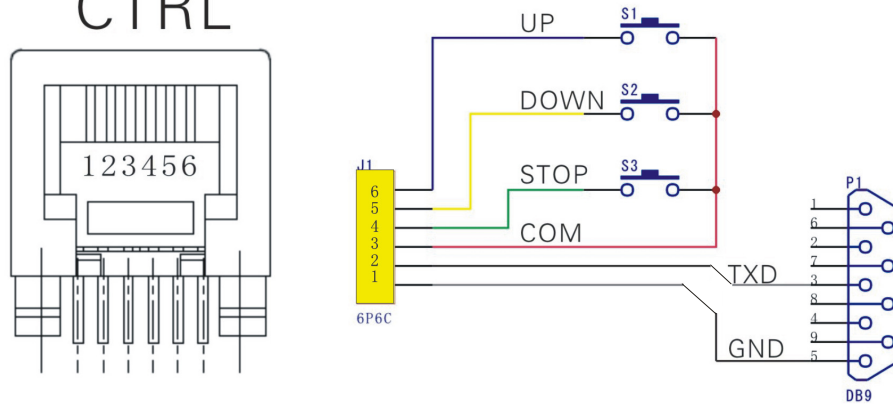 CTRL
123456
J1
6
5
4
3
2
1
6P6C
UP
S1
DOWN
S2
STOP
S3
COM
TXD
GND
P1
1
6
2
7
3
8
4
9
5
DB9